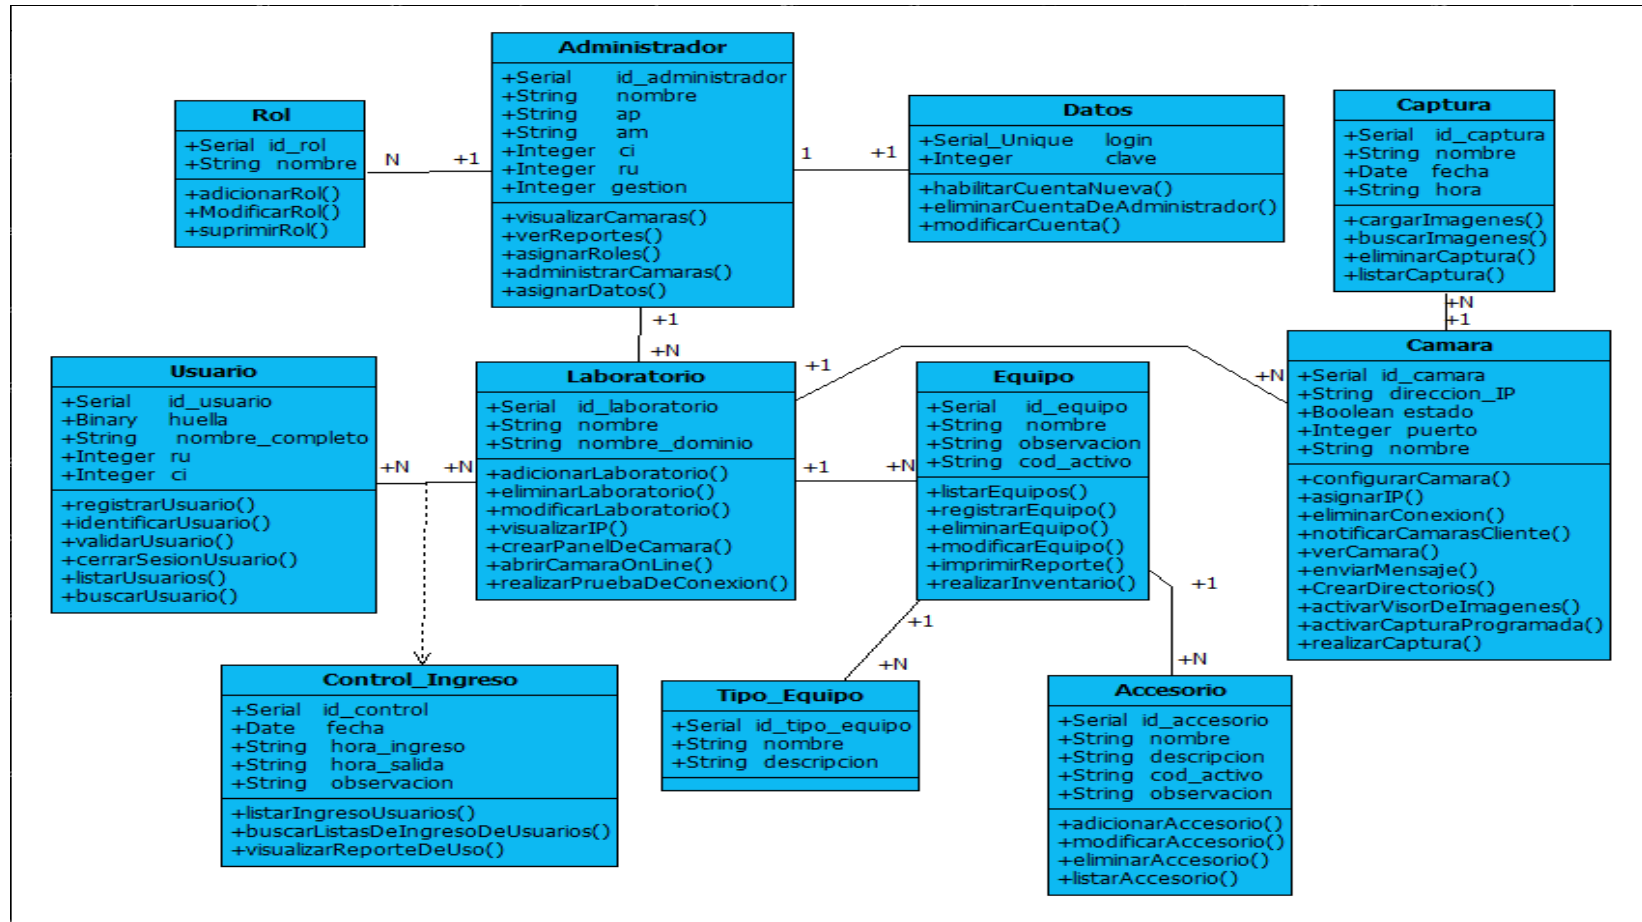 Administrador
+Serial id_administrador
+String nombre
+String ap
+String am
+Integer ci
+Integer ru
+Integer gestion
+visualizarCamaras()
+verReportes()
+asignarRoles()
+administrarCamaras()
+asignarDatos()
Rol
+Serial id_rol
+String nombre
+adicionarRol()
+ModificarRol()
+suprimirRol()
N +1
1 +1
Datos
+Serial_Unique login
+Integer clave
+habilitarCuentaNueva()
+eliminarCuentaDeAdministrador()
+modificarCuenta()
Captura
+Serial id_captura
+String nombre
+Date fecha
+String hora
+cargarImagenes()
+buscarImagenes()
+eliminarCaptura()
+listarCaptura()
+N
+1
+1
+N
Usuario
+Serial id_usuario
+Binary huella
+String nombre_completo
+Integer ru
+Integer ci
+registrarUsuario()
+identificarUsuario()
+validarUsuario()
+cerrarSesionUsuario()
+listarUsuarios()
+buscarUsuario()
+N +N
Laboratorio
+Serial id_laboratorio
+String nombre
+String nombre_dominio
+adicionarLaboratorio()
+eliminarLaboratorio()
+modificarLaboratorio()
+visualizarIP()
+crearPanelDeCamara()
+abrirCamaraOnLine()
+realizarPruebaDeConexion()
+1 +N
+1 +N
Equipo
+Serial id_equipo
+String nombre
+String observacion
+String cod_activo
+listarEquipos()
+registrarEquipo()
+eliminarEquipo()
+modificarEquipo()
+imprimirReporte()
+realizarInventario()
Camara
+Serial id_camara
+String direccion_IP
+Boolean estado
+Integer puerto
+String nombre
+configurarCamara()
+asignarIP()
+eliminarConexion()
+notificarCamarasCliente()
+verCamara()
+enviarMensaje()
+CrearDirectorios()
+activarVisorDeImagenes()
+activarCapturaProgramada()
+realizarCaptura()
+1
+N
+1
+N
Control_Ingreso
+Serial id_control
+Date fecha
+String hora_ingreso
+String hora_salida
+String observacion
+listarIngresoUsuarios()
+buscarListasDeIngresoDeUsuarios()
+visualizarReporteDeUso()
Tipo_Equipo
+Serial id_tipo_equipo
+String nombre
+String descripcion
Accesorio
+Serial id_accesorio
+String nombre
+String descripcion
+String cod_activo
+String observacion
+adicionarAccesorio()
+modificarAccesorio()
+eliminarAccesorio()
+listarAccesorio()